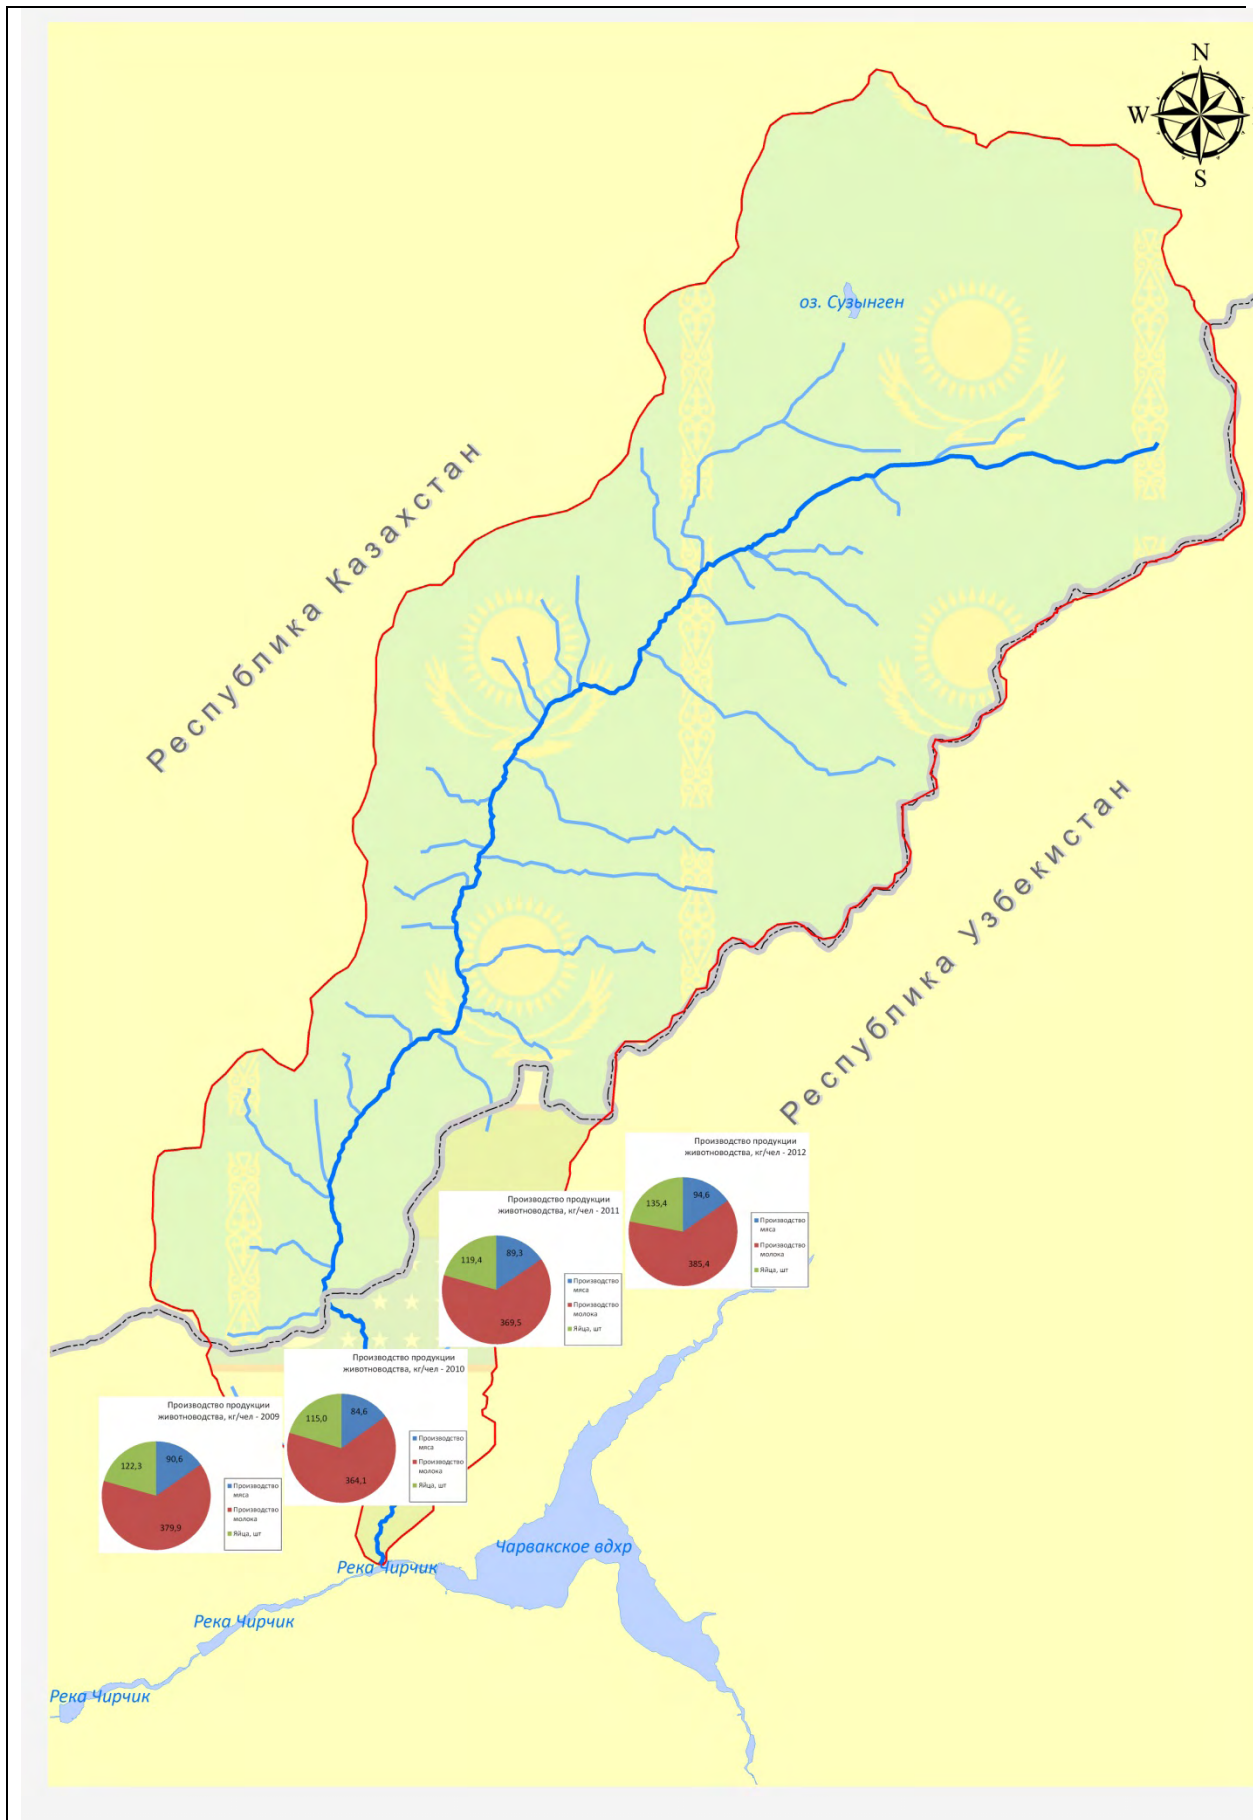 N
W
S
оз. Сузынген
Республика Казахстан
Республика Узбекистан
Производство продукции
животноводства, кг/чел - 2012
94,6
135,4
385,4
Производство
мяса
Производство
молока
Яйца, шт
Производство продукции
животноводства, кг/чел - 2011
89,3
119,4
369,5
Производство
мяса
Производство
молока
Яйца, шт
Производство продукции
животноводства, кг/чел - 2010
84,6
115,0
364,1
Производство
мяса
Производство
молока
Яйца, шт
Производство продукции
животноводства, кг/чел - 2009
90,6
122,3
379,9
Производство
мяса
Производство
молока
Яйца, шт
Чарвакское вдхр
Река Чирчик
Река Чирчик
Река Чирчик